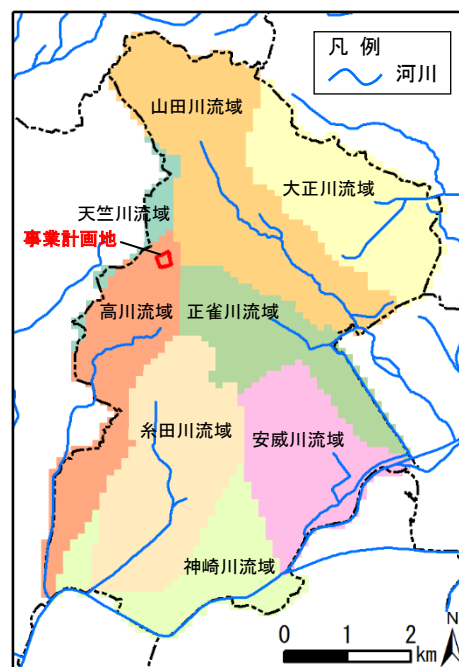 凡 例
河川
山田川流域
大正川流域
天竺川流域
事業計画地
高川流域
正雀川流域
糸田川流域
安威川流域
神崎川流域
N
0 1 2
km